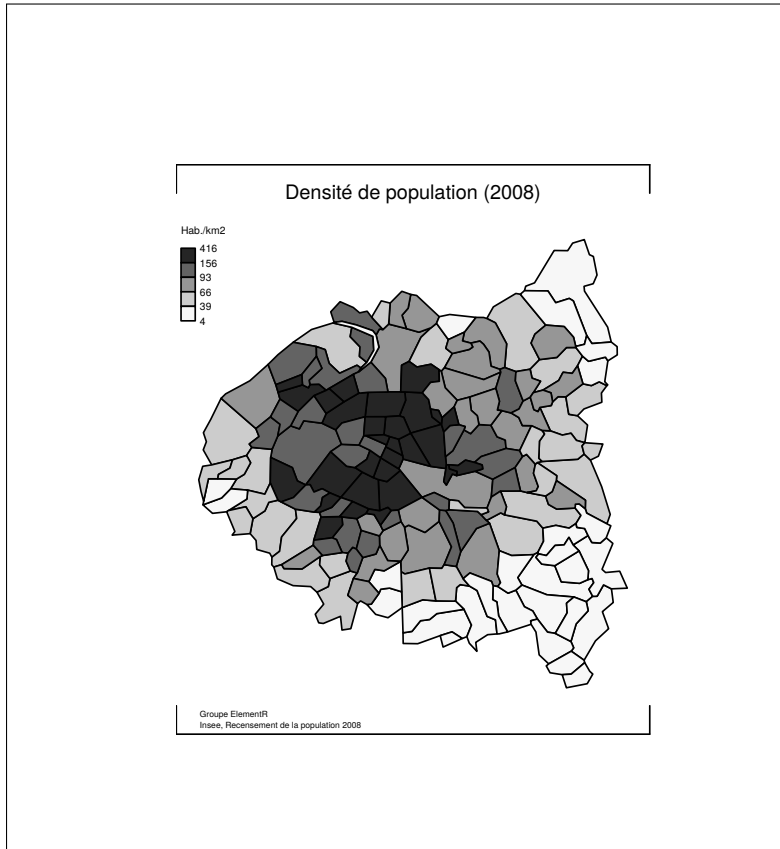 Densité de population (2008)
Hab./km2
416
156
93
66
39
4
Groupe ElementR
Insee, Recensement de la population 2008